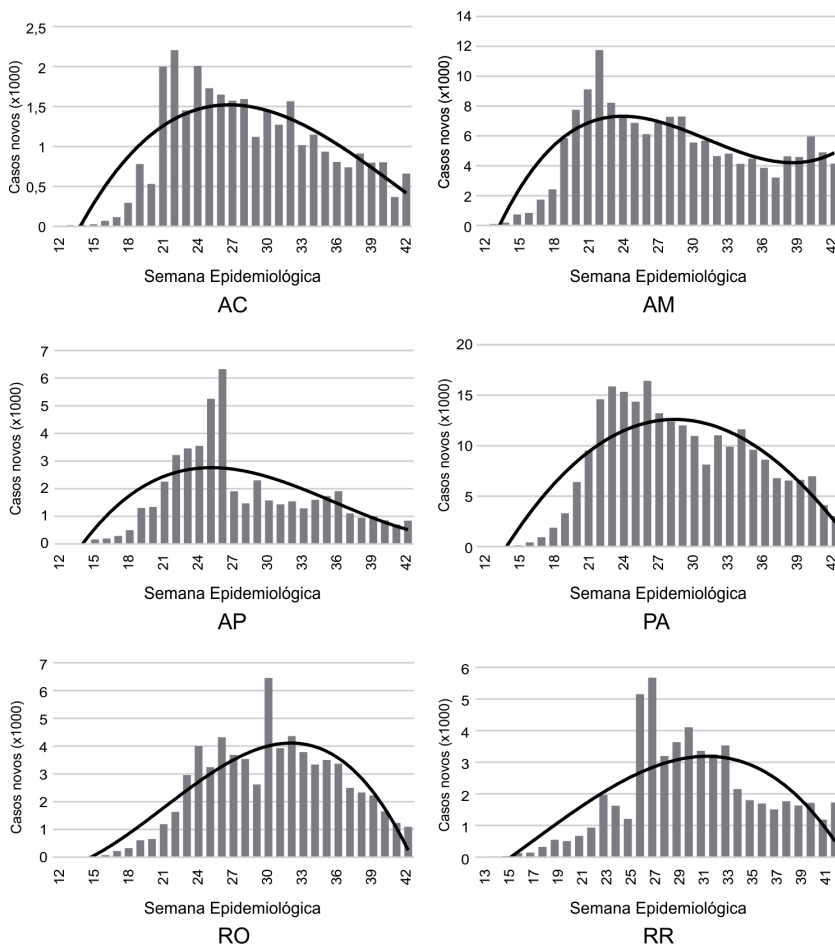 Casos novos (x1000)
2,5
2
1,5
1
0,5
0
12 15 18 21 24 27 30 33 36 39 42
Semana Epidemiológica
AC
Casos novos (x1000)
14
12
10
8
6
4
2
0
12 15 18 21 24 27 30 33 36 39 42
Semana Epidemiológica
AM
Casos novos (x1000)
7
6
5
4
3
2
1
0
12 15 18 21 24 27 30 33 36 39 42
Semana Epidemiológica
AP
Casos novos (x1000)
20
15
10
5
0
12 15 18 21 24 27 30 33 36 39 42
Semana Epidemiológica
PA
Casos novos (x1000)
7
6
5
4
3
2
1
0
12 15 18 21 24 27 30 33 36 39 42
Semana Epidemiológica
RO
Casos novos (x1000)
6
5
4
3
2
1
0
13 15 17 19 21 23 25 27 29 31 33 35 37 39 41
Semana Epidemiológica
RR